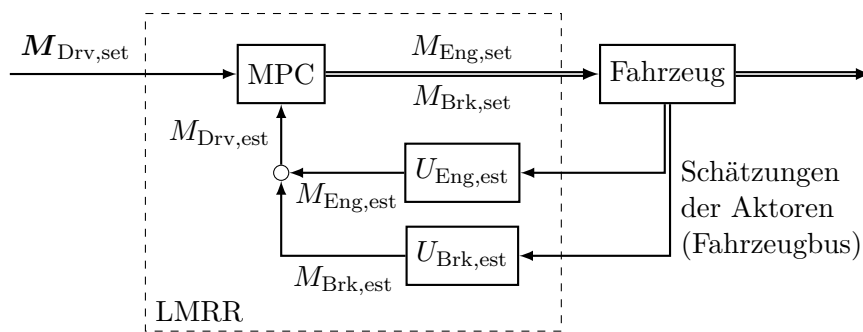 M_Drv,set
MPC
M_Eng,set
M_Brk,set
Fahrzeug
M_Drv,est
U_Eng,est
M_Eng,est
Schätzungen
der Aktoren
(Fahrzeugbus)
U_Brk,est
M_Brk,est
LMRR